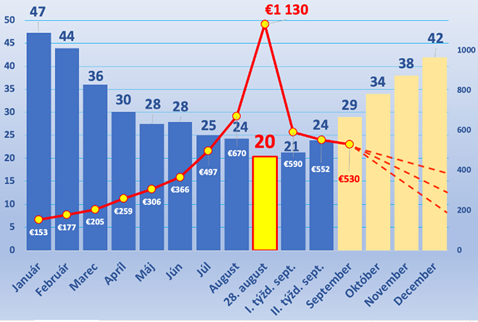 €1 130
47
44
36
30
28
28
25
24
20
21
24
29
34
38
42
50
45
40
35
30
25
20
15
10
5
0
1000
800
600
400
200
0
€153
€177
€205
€259
€306
€366
€497
€670
€590
€552
€530
Január
Február
Marec
Apríl
Máj
Jún
Júl
August
28. august
I. týžd. sept.
II. týžd. sept.
September
Október
November
December